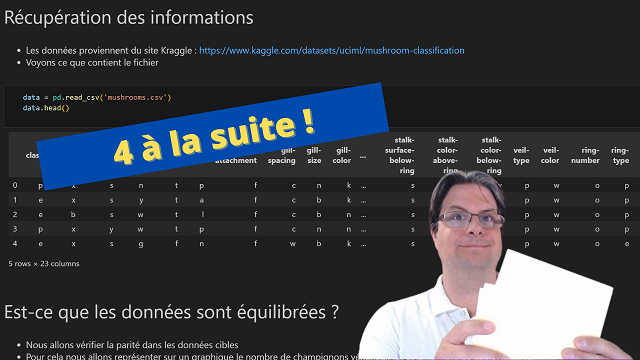 Récupération des informations
Les données proviennent du site Kraggle : https://www.kaggle.com/datasets/uciml/mushroom-classification
Voyons ce que contient le fichier
data = pd.read_csv('mushrooms.csv')
data.head()
4 à la suite !
clas attachment gill-spacing gill-size gill-color ... stalk-surface-below-ring stalk-color-above-ring stalk-color-below-ring veil-type veil-color ring-number ring-type
0 p x s n t p f c n k ... s p w o p
1 e x s y t a f c b k ... s p w o p
2 e b s w t l f c b n ... s p w o p
3 p x y w t p f c n n ... s p w o p
4 e x s g f n f w b k ... s p w o e
5 rows × 23 columns
Est-ce que les données sont équilibrées ?
Nous allons vérifier la parité dans les données cibles
Pour cela nous allons représenter sur un graphique le nombre de champignons